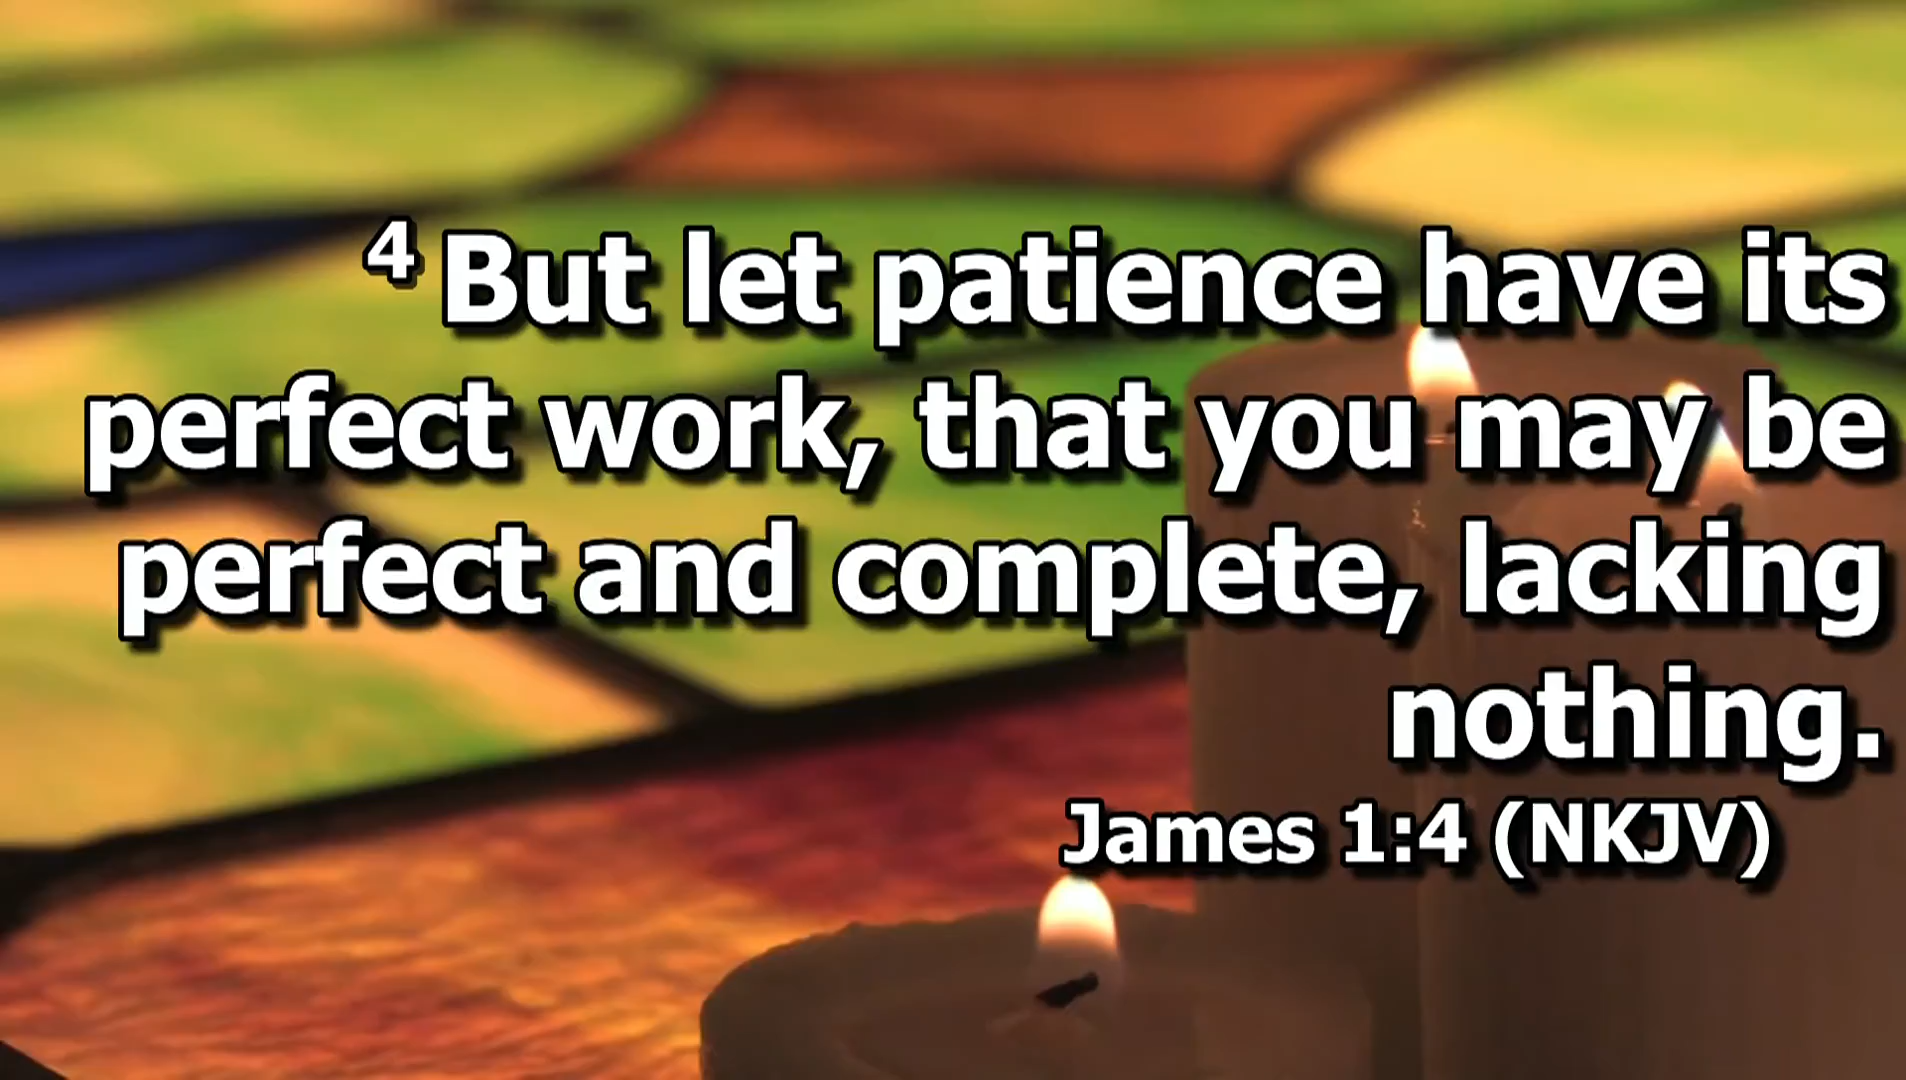 ⁴ But let patience have its
perfect work, that you may be
perfect and complete, lacking
nothing.
James 1:4 (NKJV)